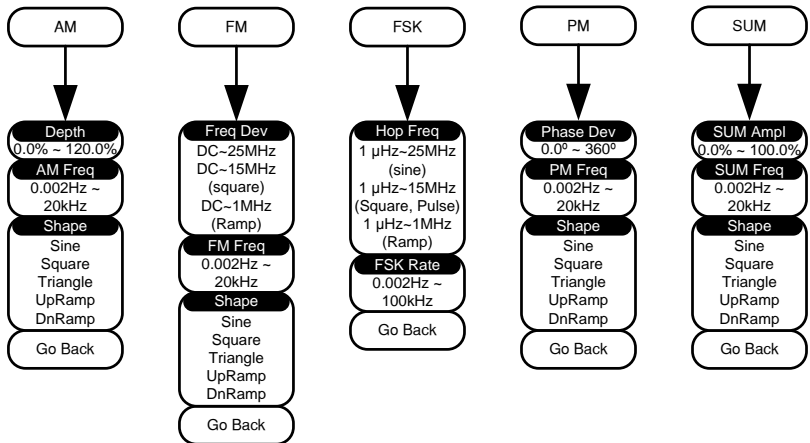 AM
Depth
0.0% ~ 120.0%
AM Freq
0.002Hz ~
20kHz
Shape
Sine
Square
Triangle
UpRamp
DnRamp
Go Back
FM
Freq Dev
DC~25MHz
DC~15MHz
(square)
DC~1MHz
(Ramp)
FM Freq
0.002Hz ~
20kHz
Shape
Sine
Square
Triangle
UpRamp
DnRamp
Go Back
FSK
Hop Freq
1 µHz~25MHz
(sine)
1 µHz~15MHz
(Square, Pulse)
1 µHz~1MHz
(Ramp)
FSK Rate
0.002Hz ~
100kHz
Go Back
PM
Phase Dev
0.0º ~ 360º
PM Freq
0.002Hz ~
20kHz
Shape
Sine
Square
Triangle
UpRamp
DnRamp
Go Back
SUM
SUM Ampl
0.0% ~ 100.0%
SUM Freq
0.002Hz ~
20kHz
Shape
Sine
Square
Triangle
UpRamp
DnRamp
Go Back